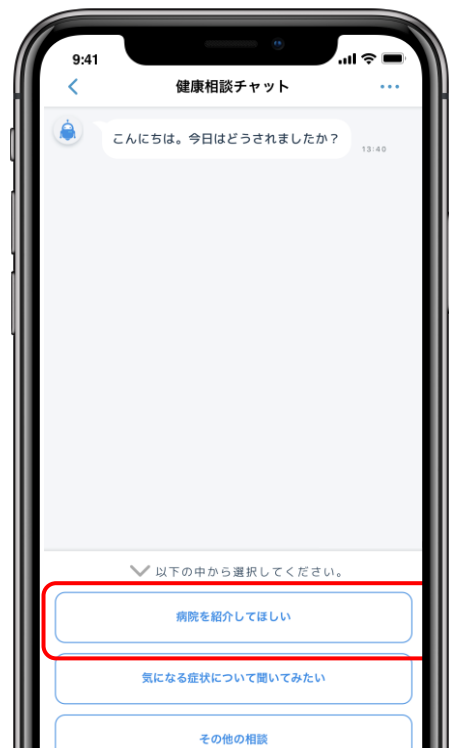 9:41
健康相談チャット
こんにちは。今日はどうされましたか？
13:40
以下の中から選択してください。
病院を紹介してほしい
気になる症状について聞いてみたい
その他の相談